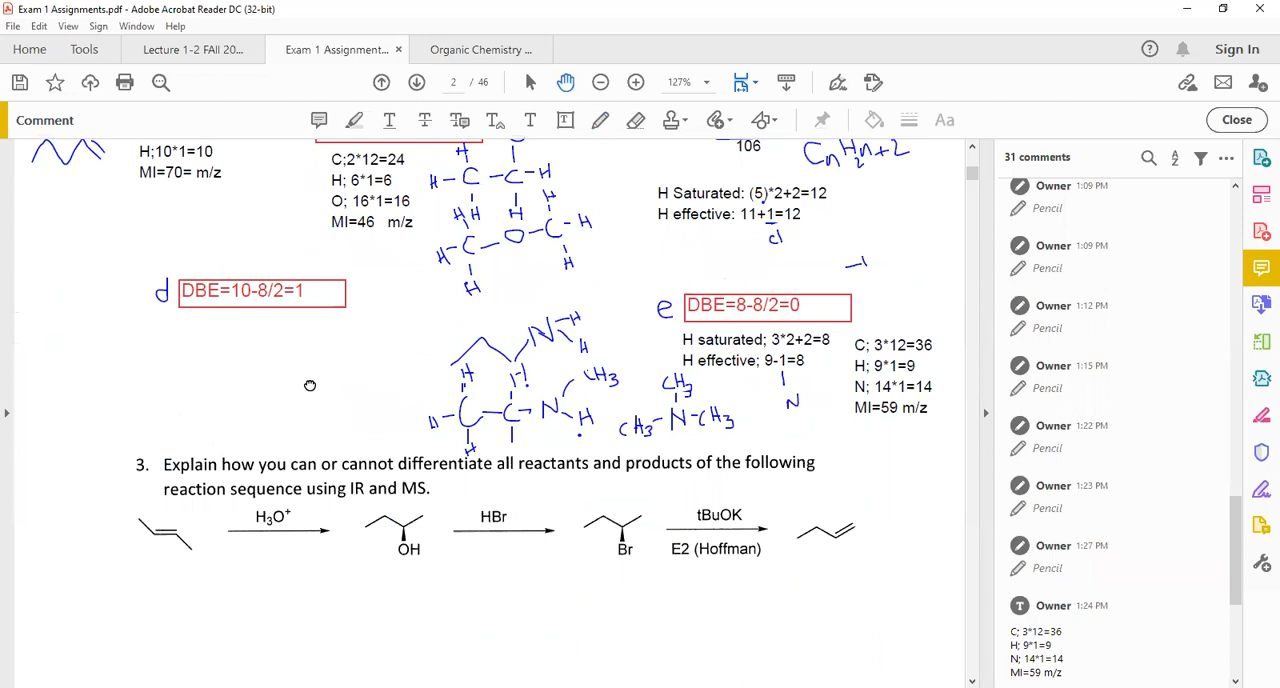 Exam 1 Assignments.pdf - Adobe Acrobat Reader DC (32-bit)
File Edit View Sign Window Help
Home Tools Lecture 1-2 FAll 20... Exam 1 Assignment... × Organic Chemistry ... Sign In
2 / 46 127%
Comment Close
H;10*1=10
MI=70= m/z
C;2*12=24
H; 6*1=6
O; 16*1=16
MI=46 m/z
H
H - C - C - H
H H H H
H - C - O - C - H
H H
106
CnH2n+2
H Saturated: (5)*2+2=12
H effective: 11+1=12
cl
-1
d DBE=10-8/2=1
e DBE=8-8/2=0
H saturated; 3*2+2=8
H effective; 9-1=8
N
C; 3*12=36
H; 9*1=9
N; 14*1=14
MI=59 m/z
N - H
H
H H CH3
H - C - C - N - H
H
CH3
CH3 - N - CH3
3. Explain how you can or cannot differentiate all reactants and products of the following
reaction sequence using IR and MS.
H3O+ HBr tBuOK
OH Br E2 (Hoffman)
31 comments
Owner 1:09 PM
Pencil
Owner 1:09 PM
Pencil
Owner 1:12 PM
Pencil
Owner 1:15 PM
Pencil
Owner 1:22 PM
Pencil
Owner 1:23 PM
Pencil
Owner 1:27 PM
Pencil
T Owner 1:24 PM
C; 3*12=36
H; 9*1=9
N; 14*1=14
MI=59 m/z